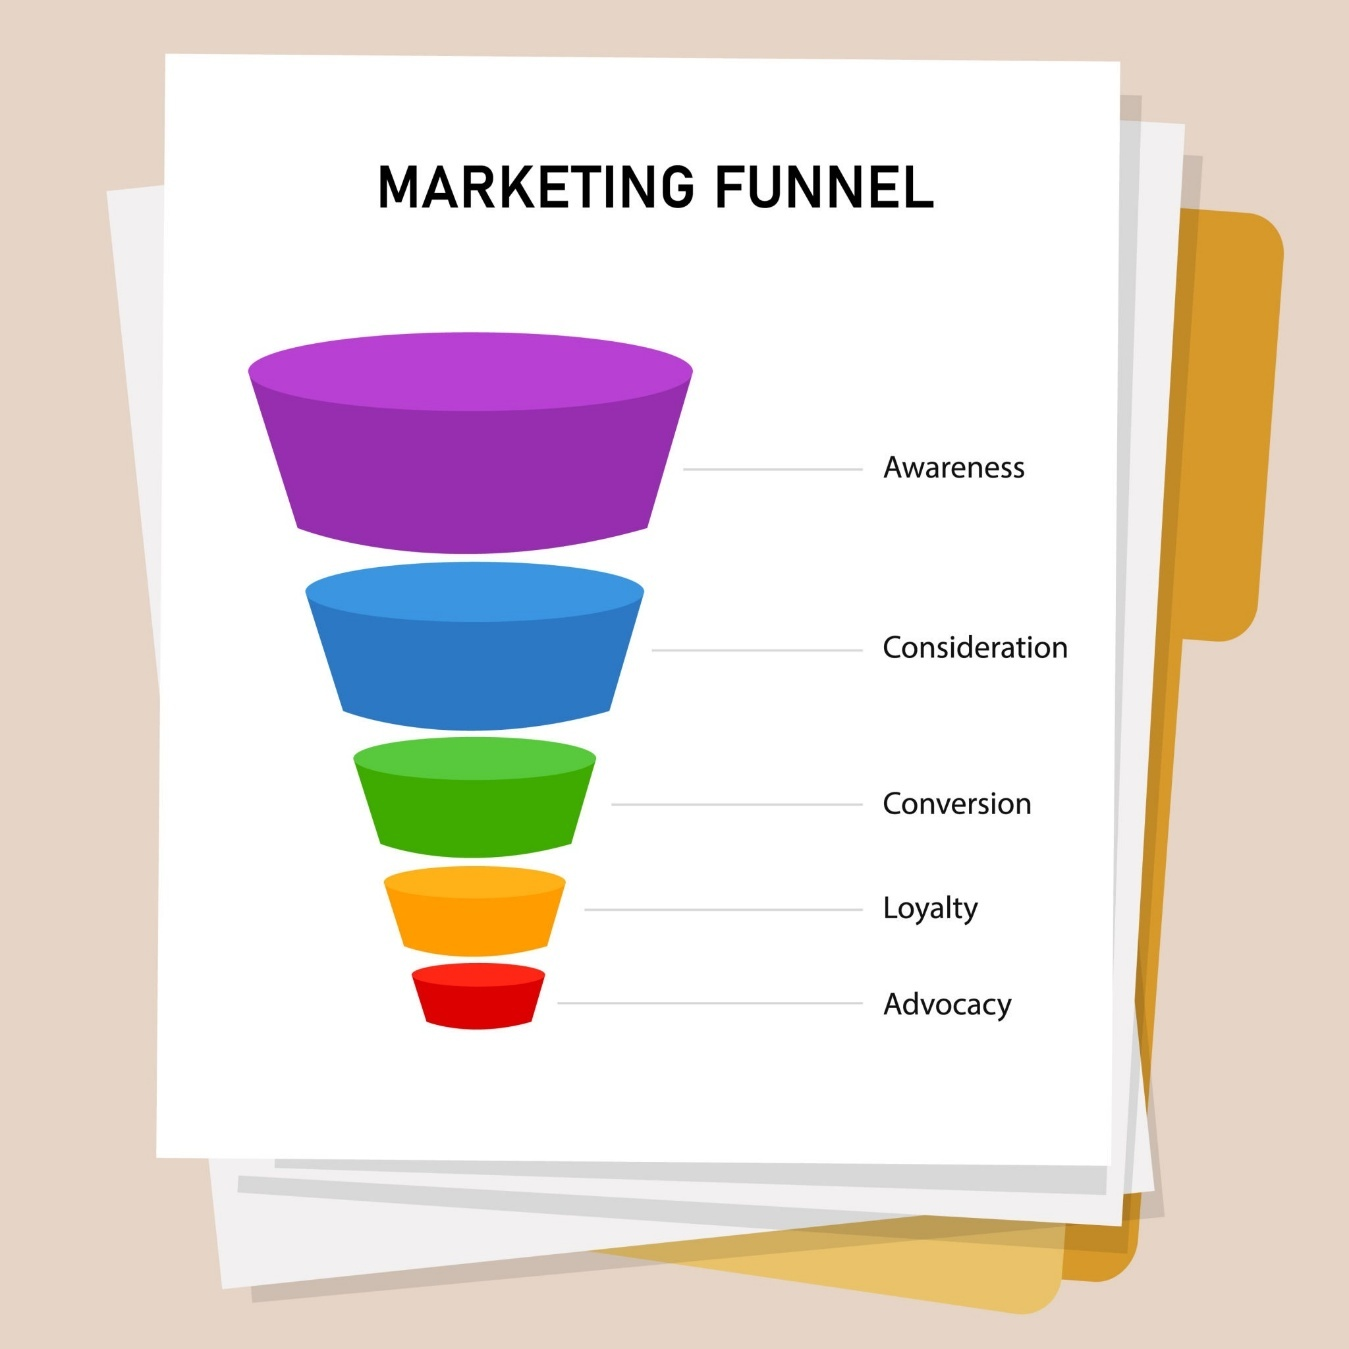 MARKETING FUNNEL
Awareness
Consideration
Conversion
Loyalty
Advocacy